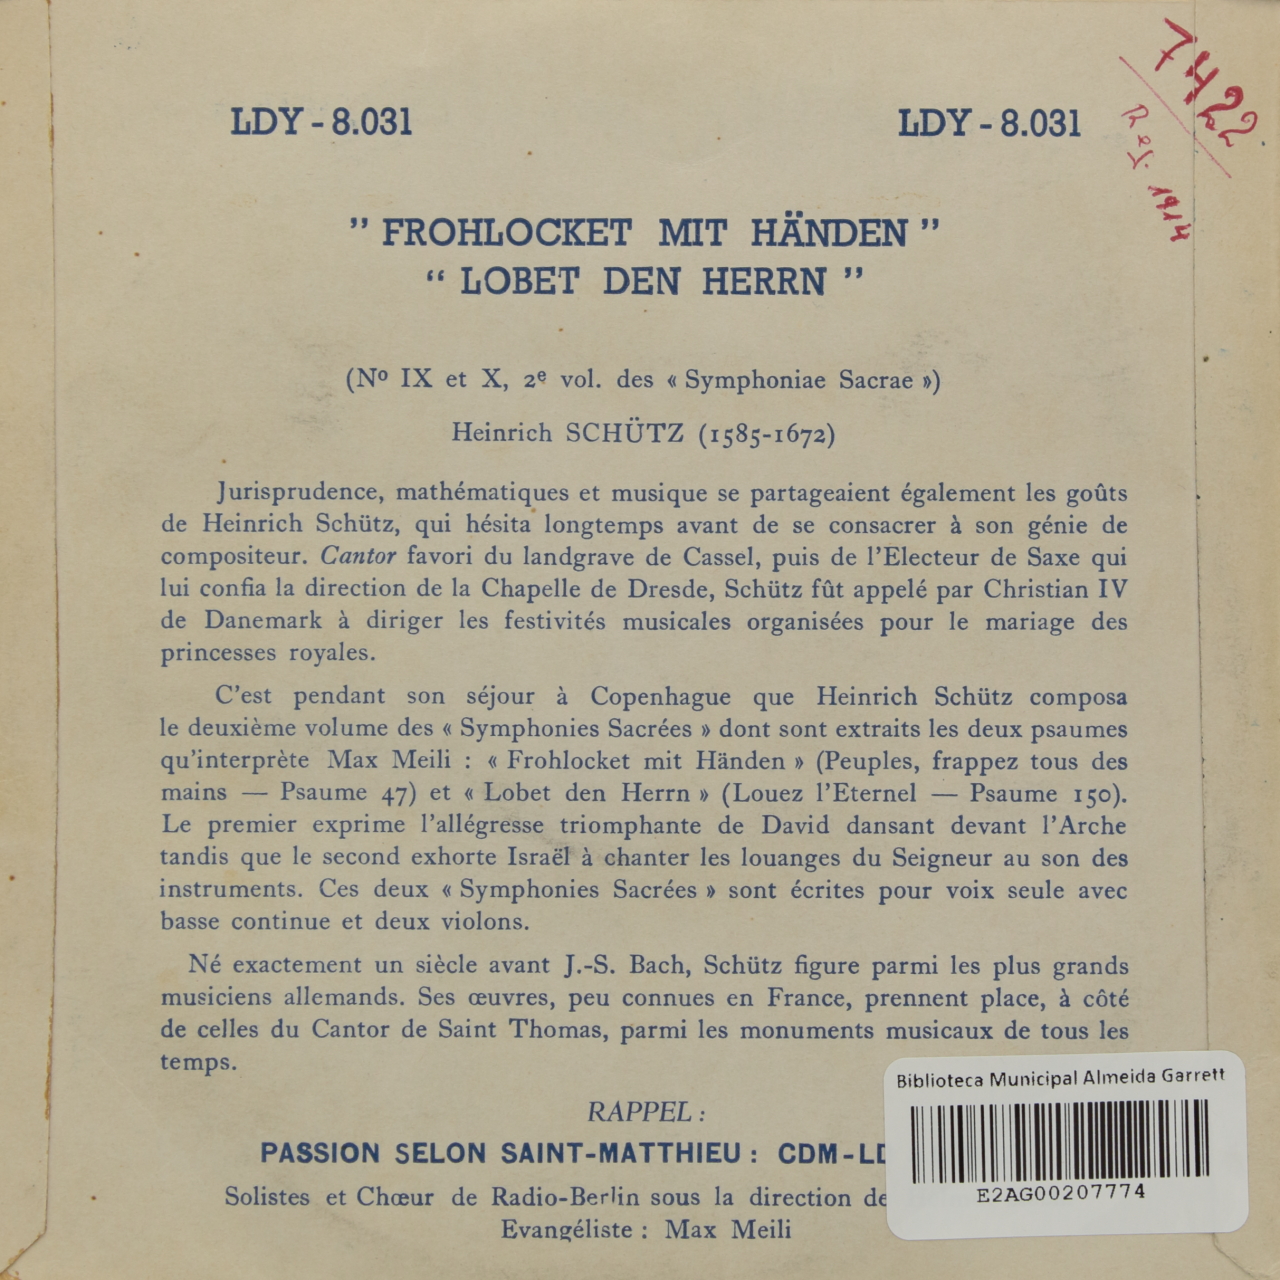 7422
Reg. 1914
LDY - 8.031 LDY - 8.031
" FROHLOCKET MIT HÄNDEN "
“ LOBET DEN HERRN ”
(Nº IX et X, 2e vol. des « Symphoniae Sacrae »)
Heinrich SCHÜTZ (1585-1672)
Jurisprudence, mathématiques et musique se partageaient également les goûts
de Heinrich Schütz, qui hésita longtemps avant de se consacrer à son génie de
compositeur. Cantor favori du landgrave de Cassel, puis de l'Electeur de Saxe qui
lui confia la direction de la Chapelle de Dresde, Schütz fût appelé par Christian IV
de Danemark à diriger les festivités musicales organisées pour le mariage des
princesses royales.
C'est pendant son séjour à Copenhague que Heinrich Schütz composa
le deuxième volume des « Symphonies Sacrées » dont sont extraits les deux psaumes
qu'interprète Max Meili : « Frohlocket mit Händen » (Peuples, frappez tous des
mains — Psaume 47) et « Lobet den Herrn » (Louez l'Eternel — Psaume 150).
Le premier exprime l'allégresse triomphante de David dansant devant l'Arche
tandis que le second exhorte Israël à chanter les louanges du Seigneur au son des
instruments. Ces deux « Symphonies Sacrées » sont écrites pour voix seule avec
basse continue et deux violons.
Né exactement un siècle avant J.-S. Bach, Schütz figure parmi les plus grands
musiciens allemands. Ses œuvres, peu connues en France, prennent place, à côté
de celles du Cantor de Saint Thomas, parmi les monuments musicaux de tous les
temps.
RAPPEL :
PASSION SELON SAINT-MATTHIEU : CDM-LD
Solistes et Chœur de Radio-Berlin sous la direction de
Evangéliste : Max Meili
Biblioteca Municipal Almeida Garrett
E2AG00207774